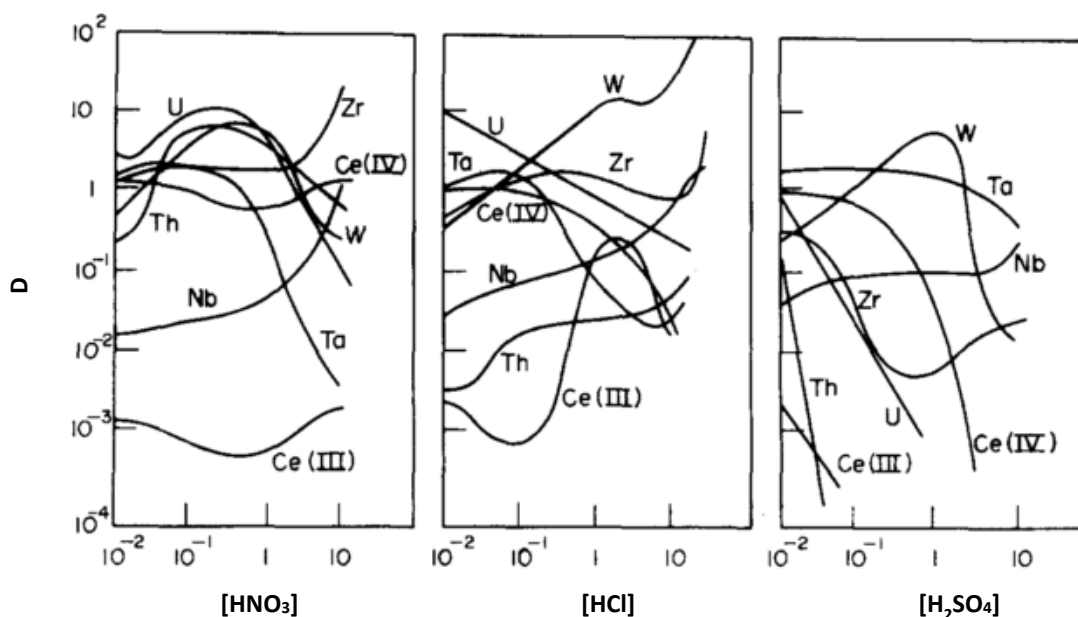 D
10²
10
1
10⁻¹
10⁻²
10⁻³
10⁻⁴
U
Zr
Ce(IV)
Th
W
Nb
Ta
Ce(III)
10⁻² 10⁻¹ 1 10
[HNO₃]
W
U
Ta
Zr
Ce(IV)
Nb
Th
Ce(III)
10⁻² 10⁻¹ 1 10
[HCl]
W
Ta
Nb
Zr
Th
U
Ce(III)
Ce(IV)
10⁻² 10⁻¹ 1 10
[H₂SO₄]